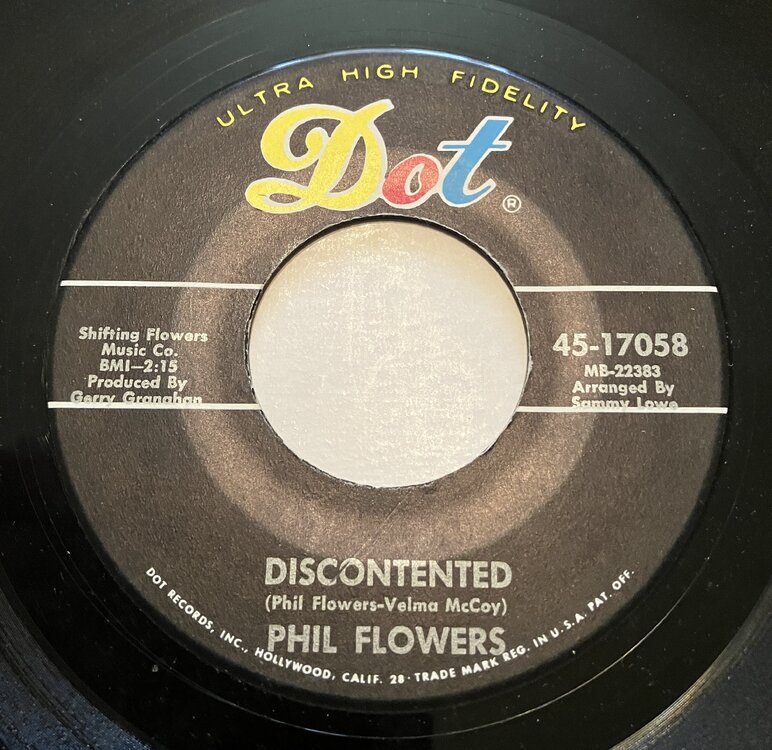 ULTRA HIGH FIDELITY
Dot®
Shifting Flowers
Music Co.
BMI—2:15
Produced By
Gerry Granahan
45-17058
MB-22383
Arranged By
Sammy Lowe
DISCONTENTED
(Phil Flowers-Velma McCoy)
PHIL FLOWERS
DOT RECORDS, INC., HOLLYWOOD, CALIF. 28 · TRADE MARK REG. IN U.S.A. PAT. OFF.